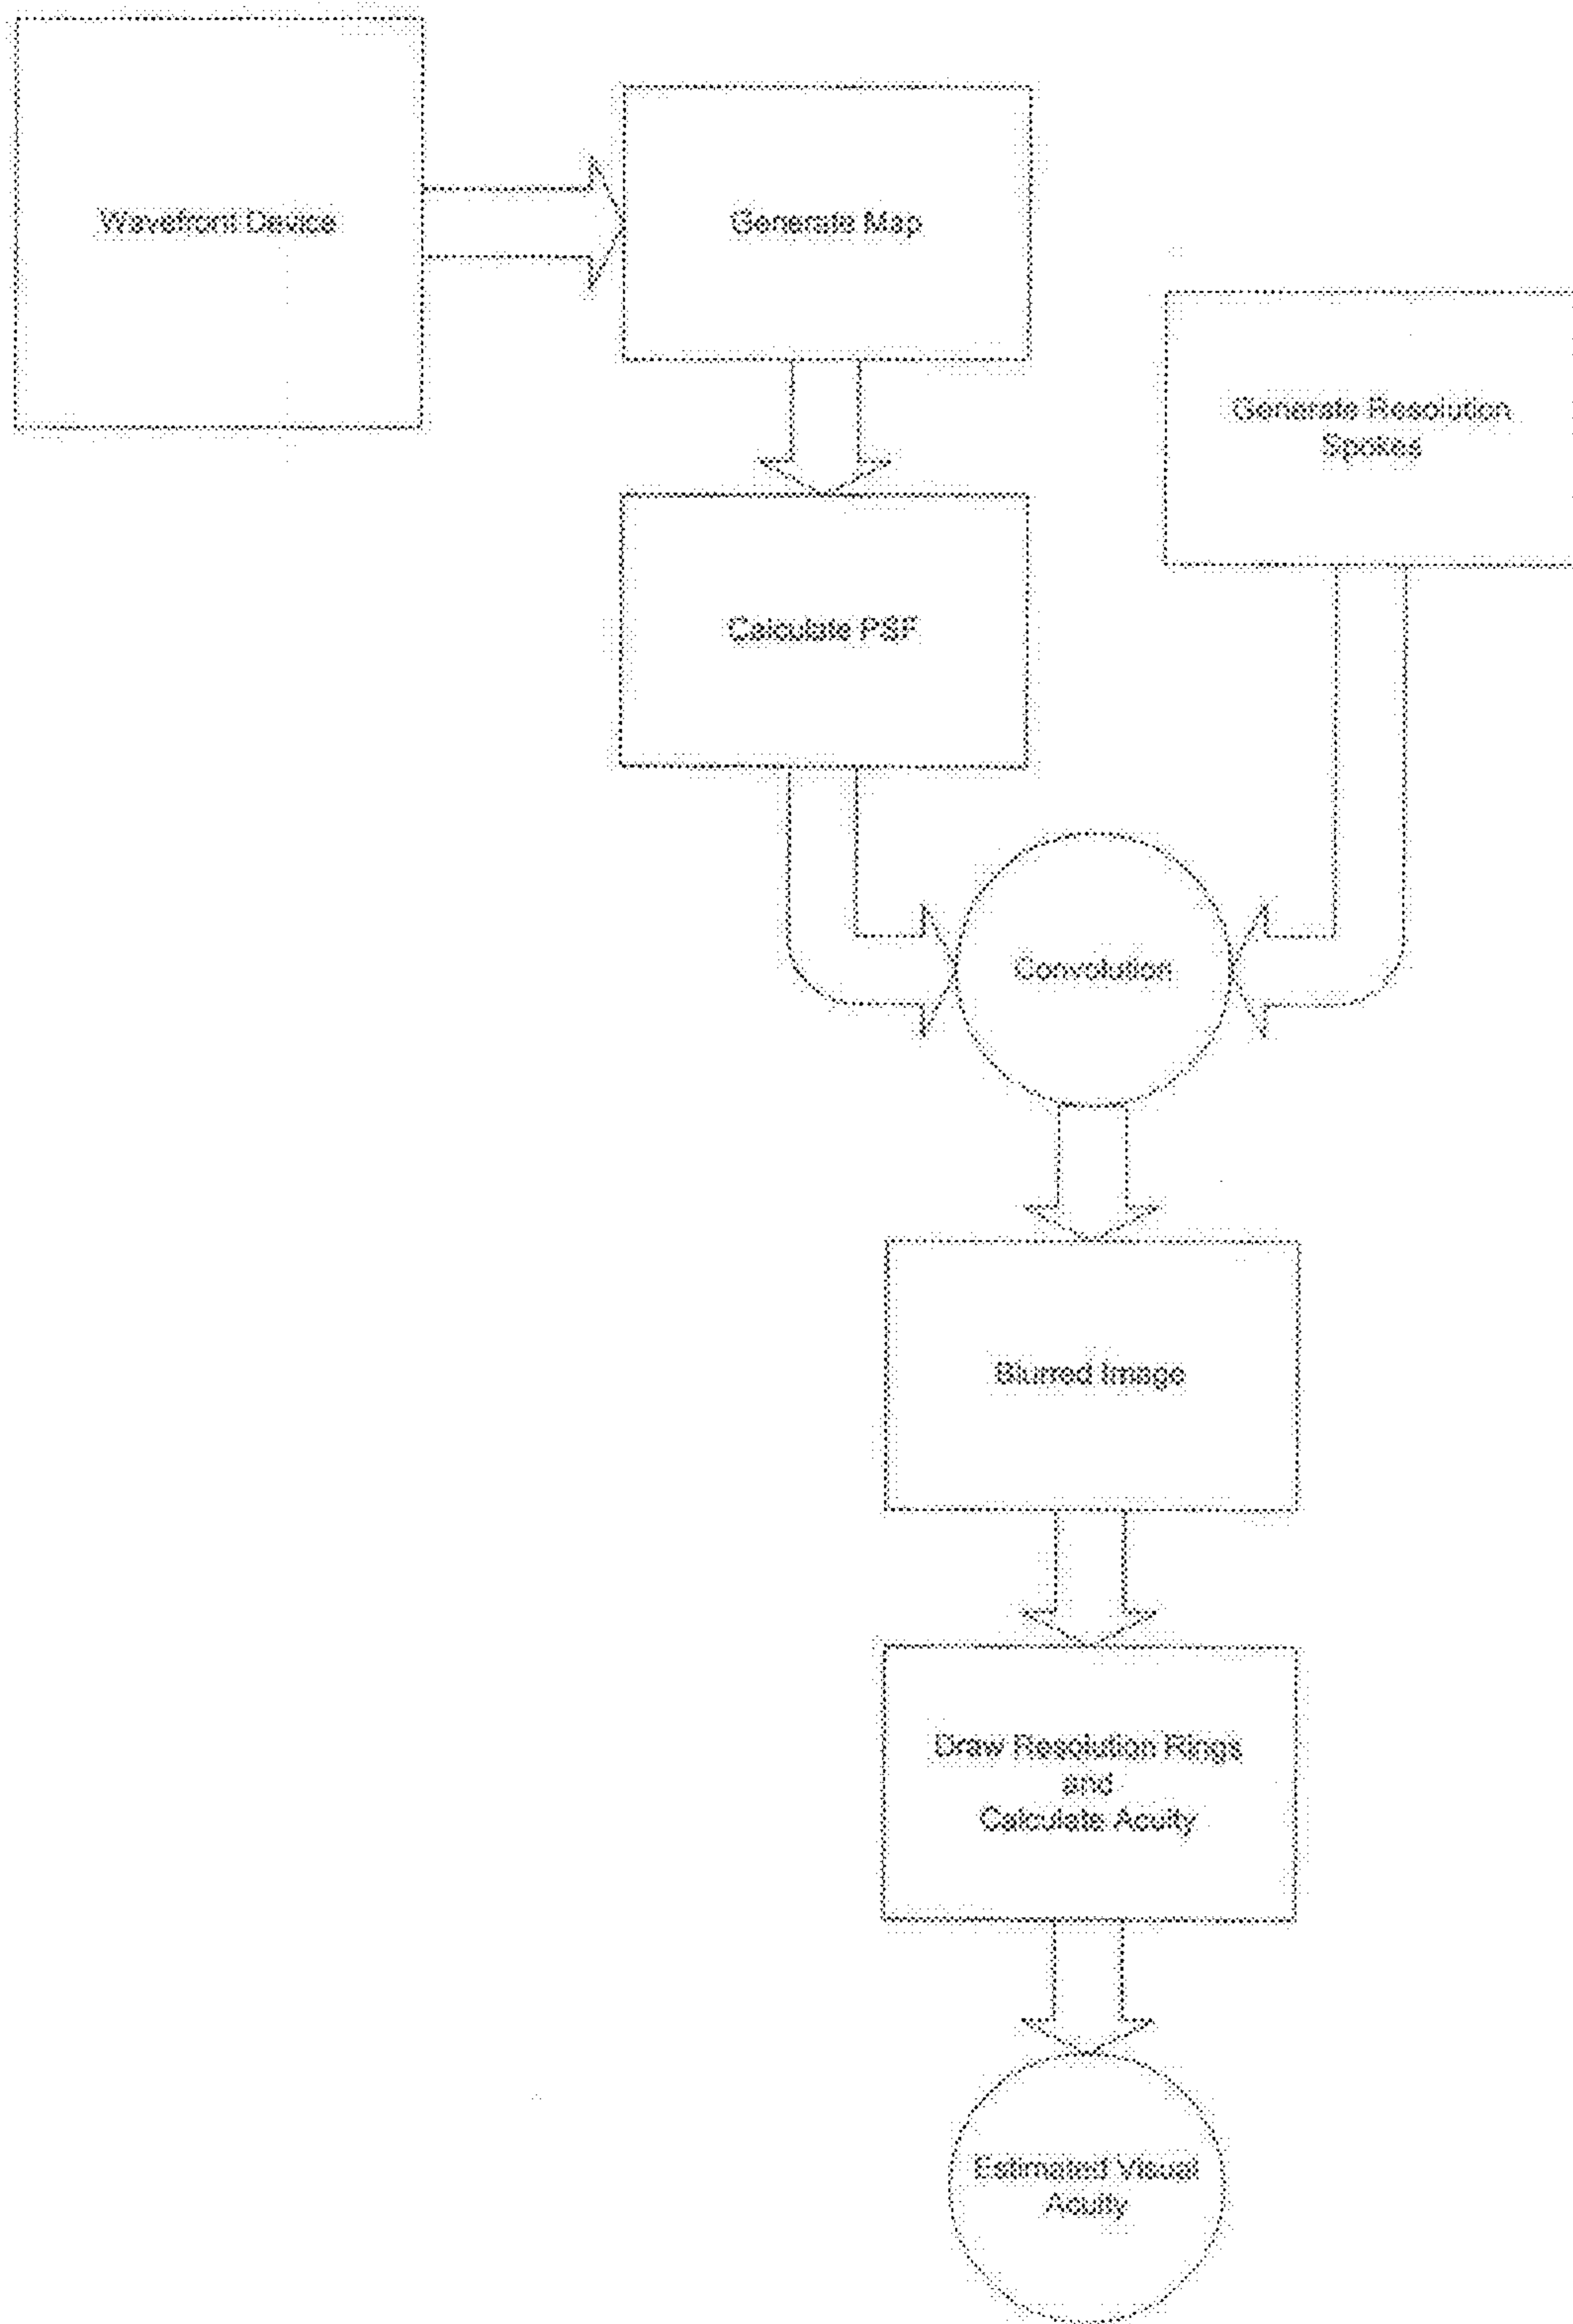 Wavefront Device
Generate Map
Generate Resolution
Spokes
Calculate PSF
Convolution
Blurred Image
Draw Resolution Rings
and
Calculate Acuity
Estimated Visual
Acuity